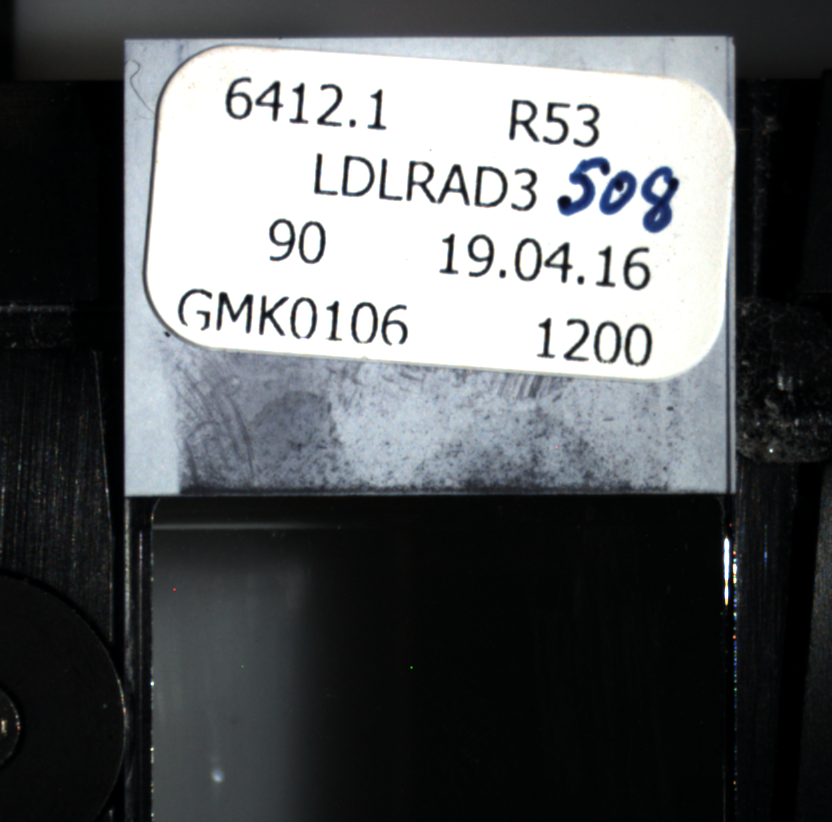 6412.1 R53
LDLRAD3 508
90 19.04.16
GMK0106 1200